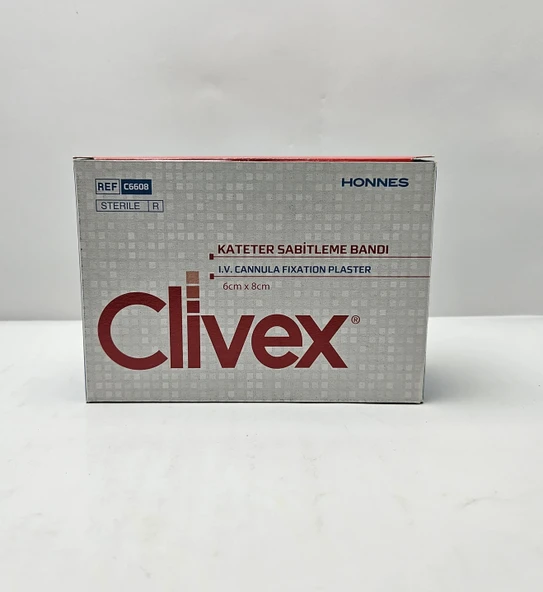 REF C6608
HONNES
STERILE R
KATETER SABİTLEME BANDI
I.V. CANNULA FIXATION PLASTER
6cm x 8cm
Clivex®